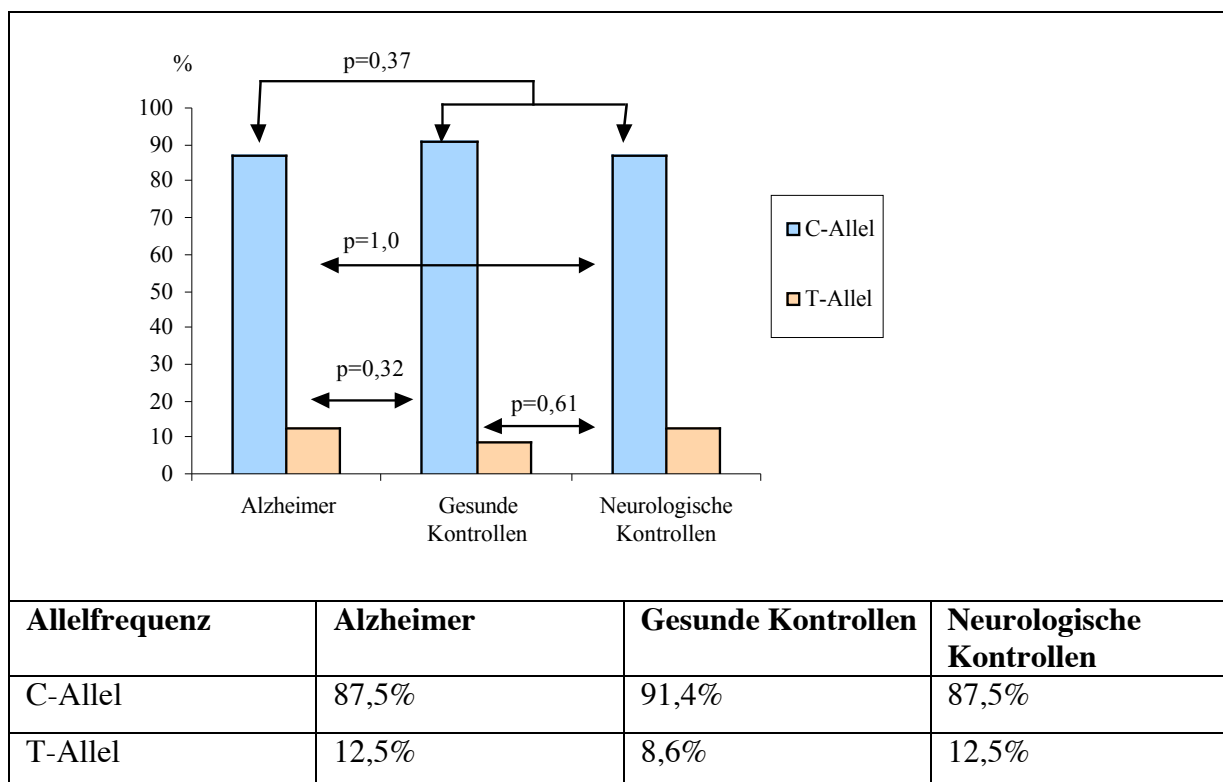 %
p=0,37
100
90
80
70
60
50
40
30
20
10
0
p=1,0
p=0,32
p=0,61
Alzheimer
Gesunde
Kontrollen
Neurologische
Kontrollen
C-Allel
T-Allel
Allelfrequenz Alzheimer Gesunde Kontrollen Neurologische
Kontrollen
C-Allel 87,5% 91,4% 87,5%
T-Allel 12,5% 8,6% 12,5%